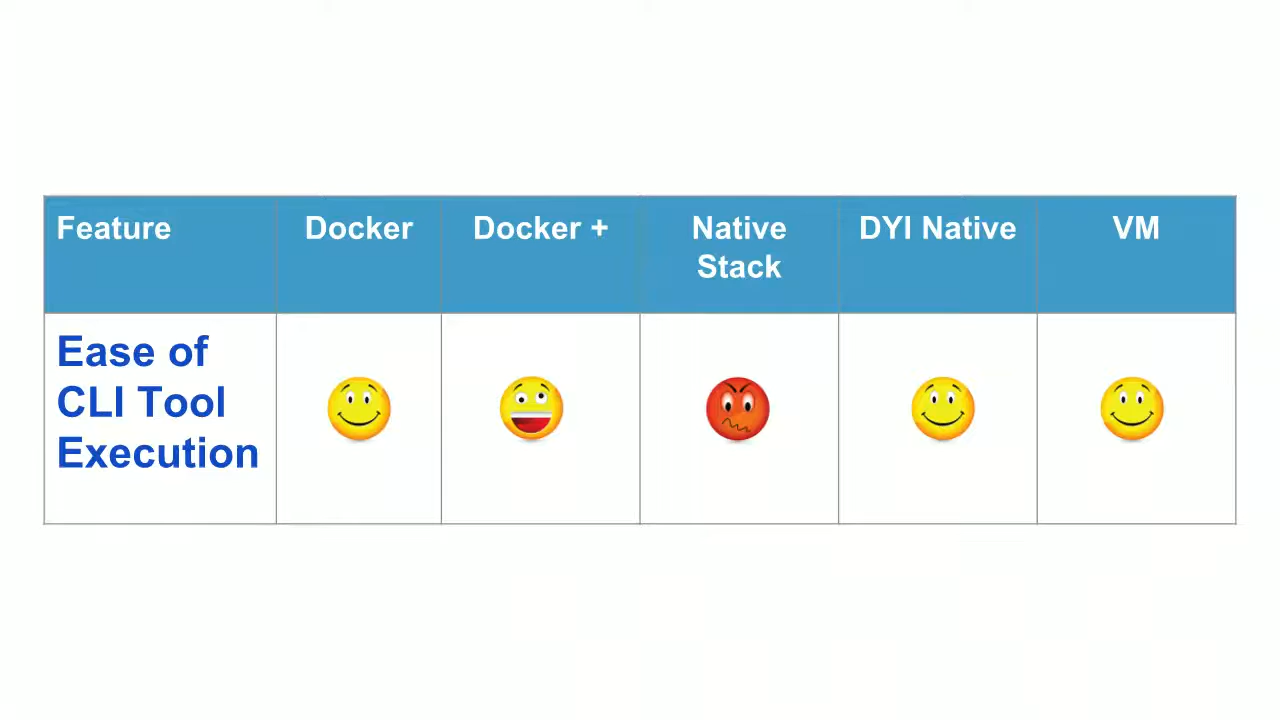 Feature
Docker
Docker +
Native
Stack
DYI Native
VM
Ease of
CLI Tool
Execution